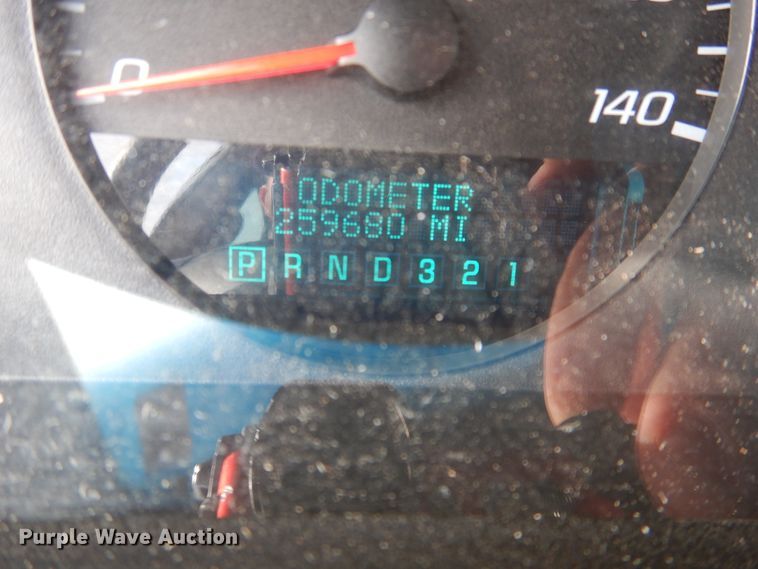 0
140
ODOMETER
259680 MI
P R N D 3 2 1
Purple Wave Auction